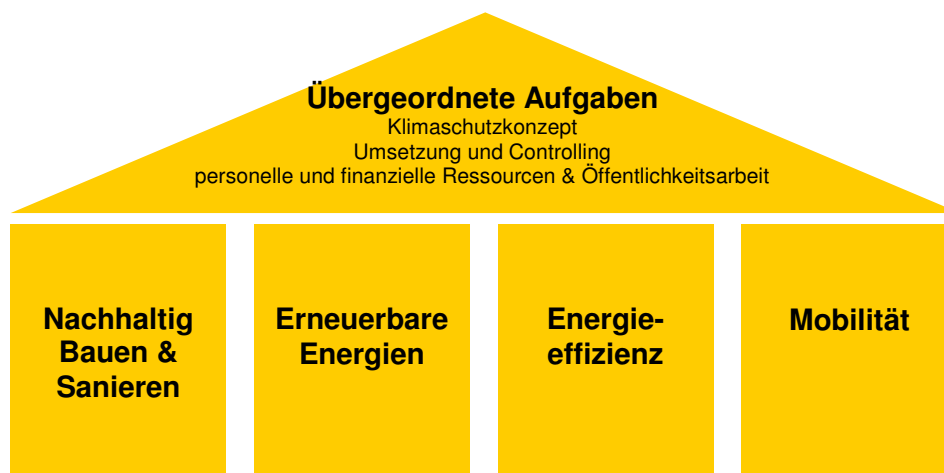 Übergeordnete Aufgaben
Klimaschutzkonzept
Umsetzung und Controlling
personelle und finanzielle Ressourcen & Öffentlichkeitsarbeit
Nachhaltig
Bauen &
Sanieren
Erneuerbare
Energien
Energie-
effizienz
Mobilität